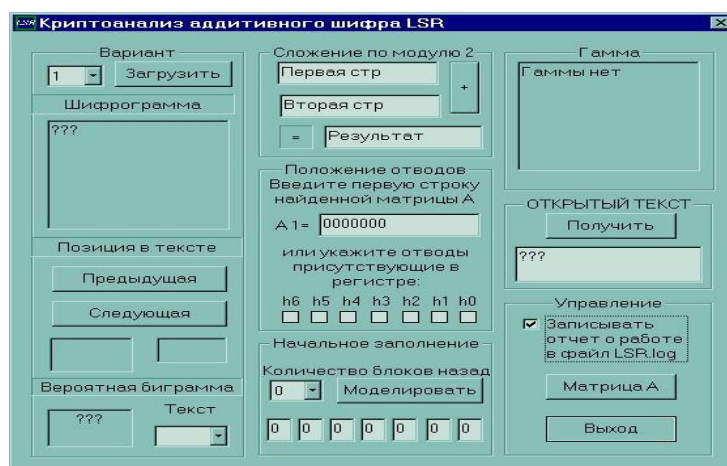 LSR Криптоанализ аддитивного шифра LSR
Вариант
1 Загрузить
Шифрограмма
???
Позиция в тексте
Предыдущая
Следующая
Вероятная биграмма
???
Текст
Сложение по модулю 2
Первая стр
+
Вторая стр
= Результат
Положение отводов
Введите первую строку
найденной матрицы А
А1= 0000000
или укажите отводы
присутствующие в
регистре:
h6 h5 h4 h3 h2 h1 h0
Начальное заполнение
Количество блоков назад
0 Моделировать
0 0 0 0 0 0 0
Гамма
Гаммы нет
ОТКРЫТЫЙ ТЕКСТ
Получить
???
Управление
Записывать
отчет о работе
в файл LSR.log
Матрица А
Выход